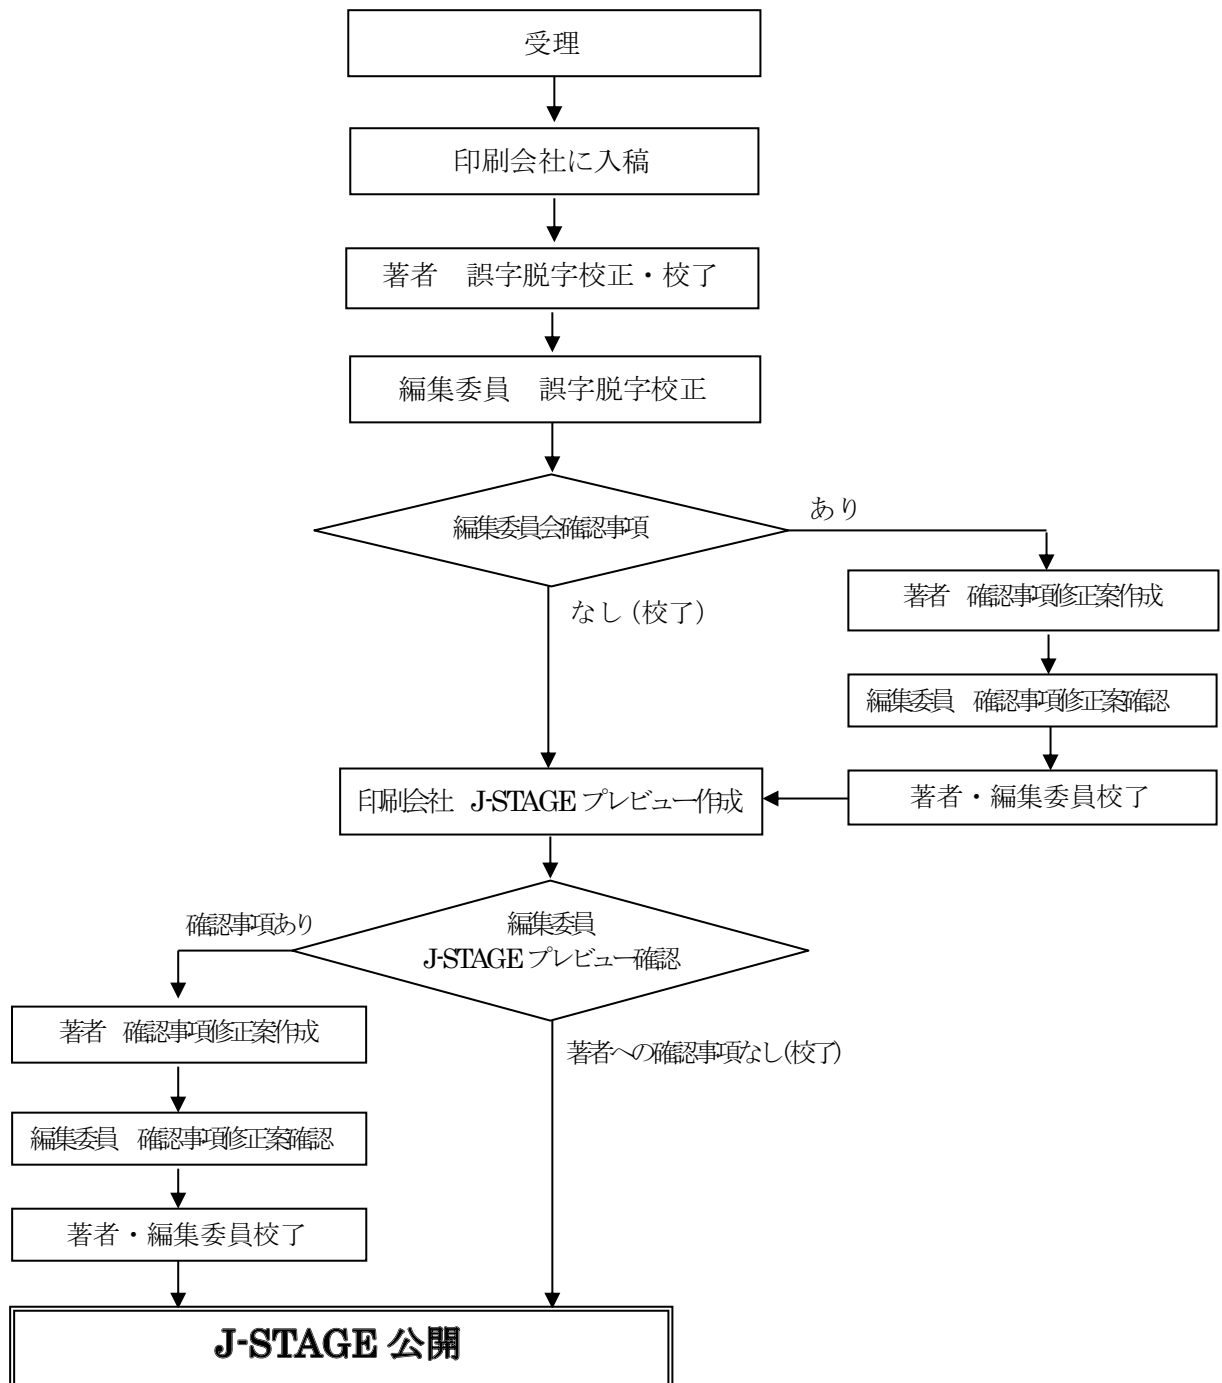 受理
印刷会社に入稿
著者　誤字脱字校正・校了
編集委員　誤字脱字校正
編集委員会確認事項
あり
なし（校了）
著者　確認事項修正案作成
編集委員　確認事項修正案確認
著者・編集委員校了
印刷会社　J-STAGE プレビュー作成
編集委員
J-STAGE プレビュー確認
確認事項あり
著者への確認事項なし（校了）
著者　確認事項修正案作成
編集委員　確認事項修正案確認
著者・編集委員校了
J-STAGE 公開